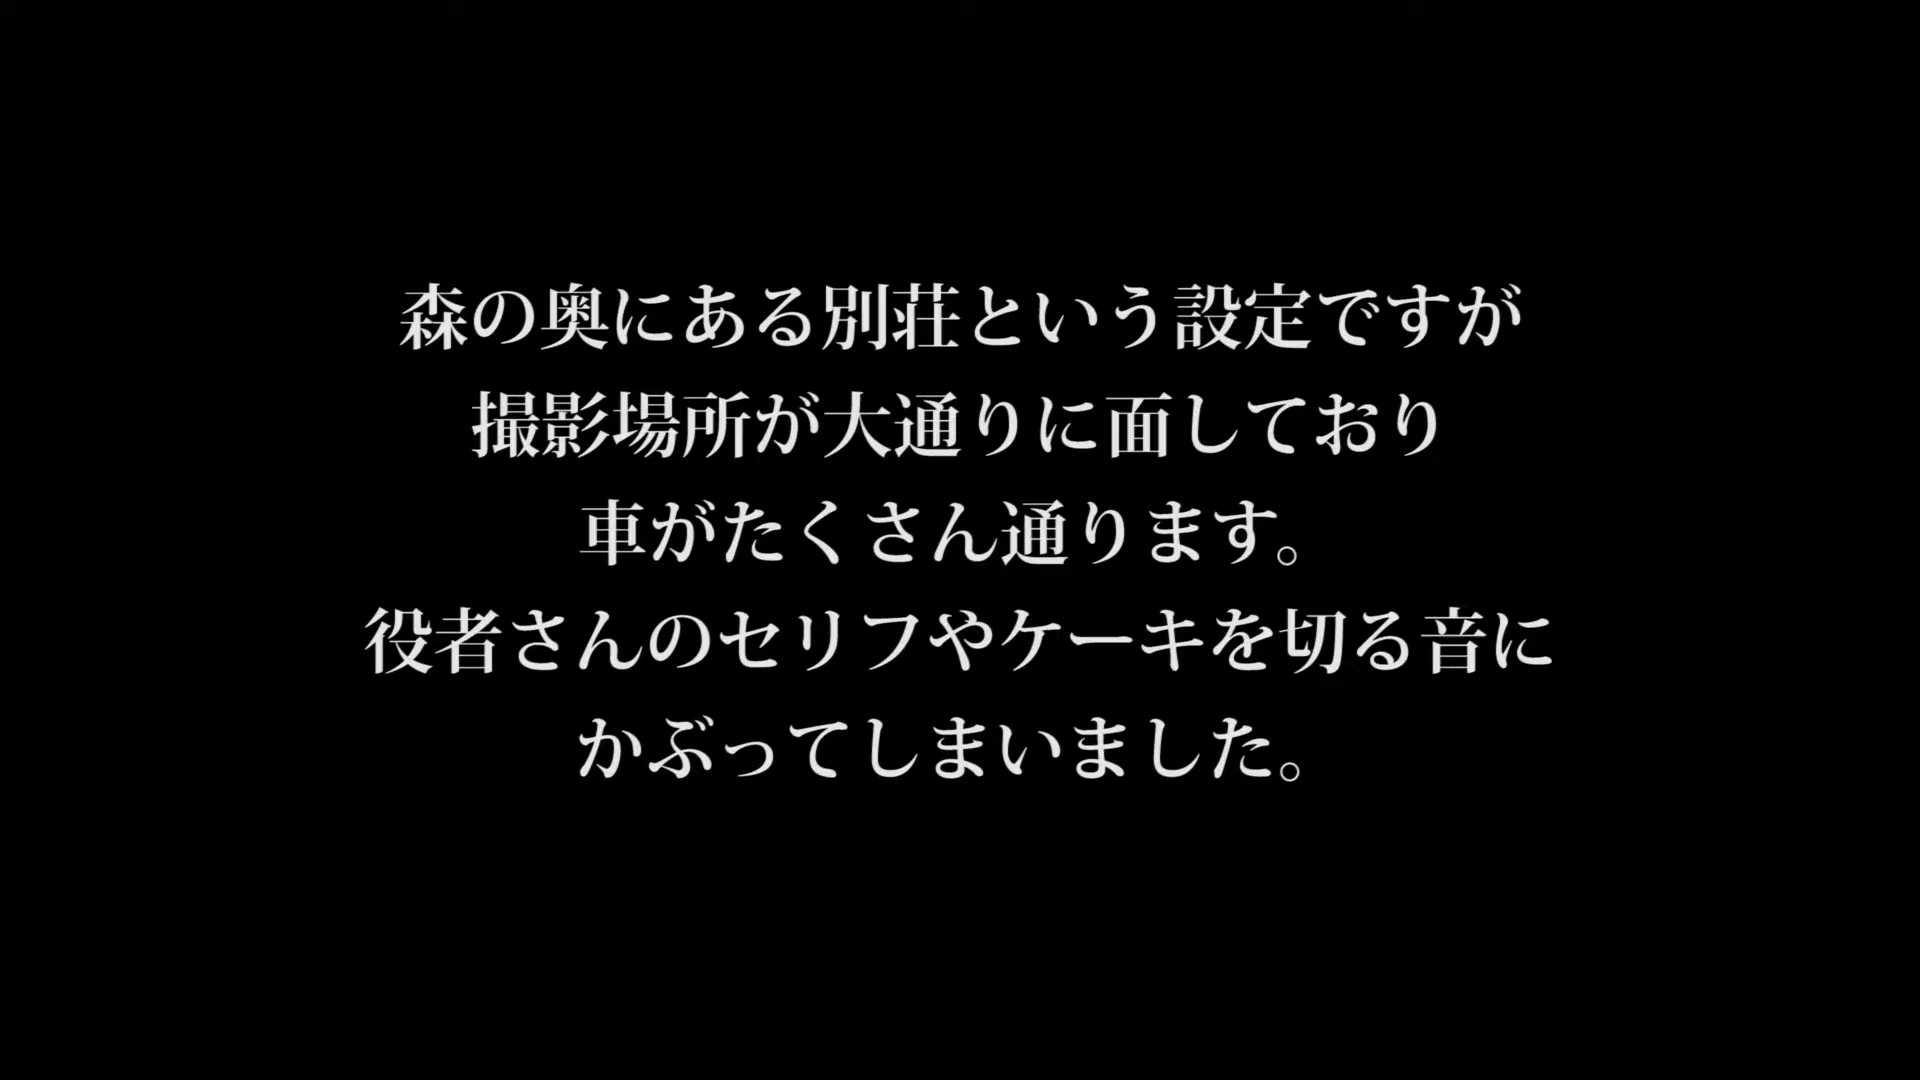 森の奥にある別荘という設定ですが
撮影場所が大通りに面しており
車がたくさん通ります。
役者さんのセリフやケーキを切る音に
かぶってしまいました。